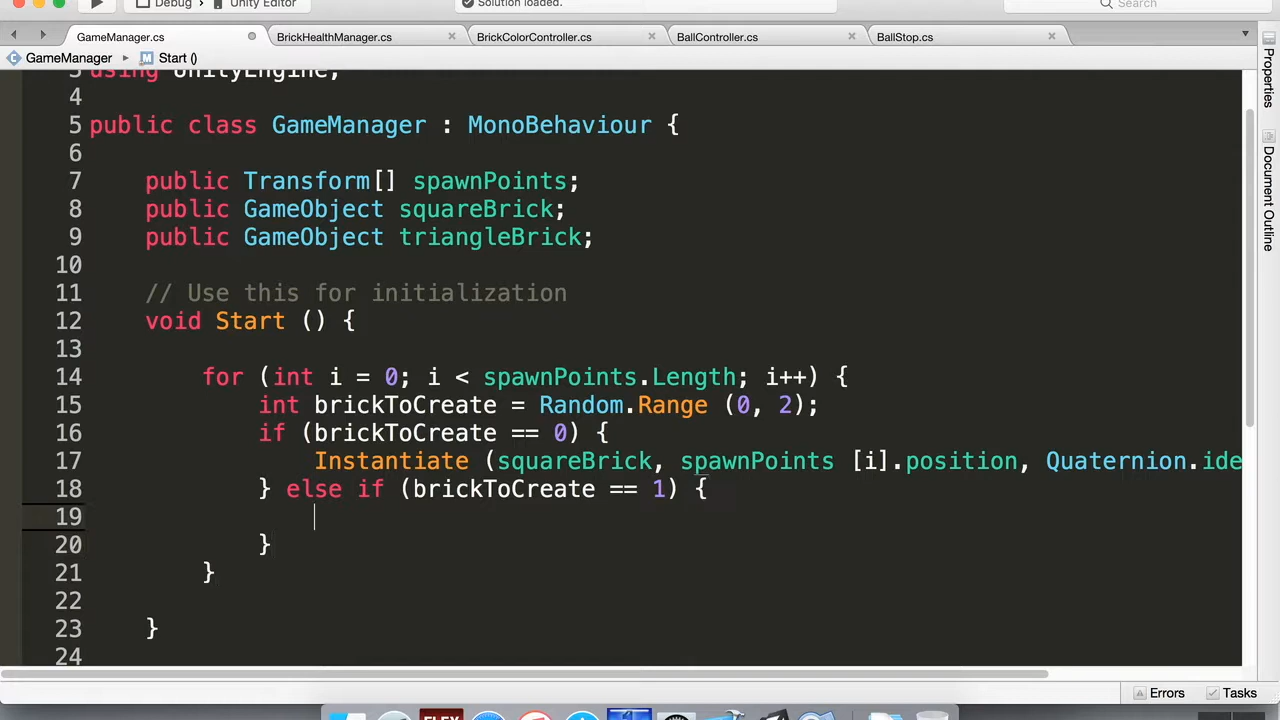 Debug
Unity Editor
Solution loaded.
Search
GameManager.cs
BrickHealthManager.cs
BrickColorController.cs
BallController.cs
BallStop.cs
GameManager
M Start ()
Properties
Document Outline
3 using UnityEngine;
4
5 public class GameManager : MonoBehaviour {
6
7 public Transform[] spawnPoints;
8 public GameObject squareBrick;
9 public GameObject triangleBrick;
10
11 // Use this for initialization
12 void Start () {
13
14 for (int i = 0; i < spawnPoints.Length; i++) {
15 int brickToCreate = Random.Range (0, 2);
16 if (brickToCreate == 0) {
17 Instantiate (squareBrick, spawnPoints [i].position, Quaternion.ide
18 } else if (brickToCreate == 1) {
19
20 }
21 }
22
23 }
24
Errors
Tasks
FLEX